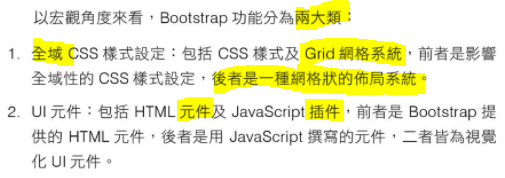 以宏觀角度來看，Bootstrap 功能分為兩大類：
1. 全域 CSS 樣式設定：包括 CSS 樣式及 Grid 網格系統，前者是影響
全域性的 CSS 樣式設定，後者是一種網格狀的佈局系統。
2. UI 元件：包括 HTML 元件及 JavaScript 插件，前者是 Bootstrap 提
供的 HTML 元件，後者是用 JavaScript 撰寫的元件，二者皆為視覺
化 UI 元件。